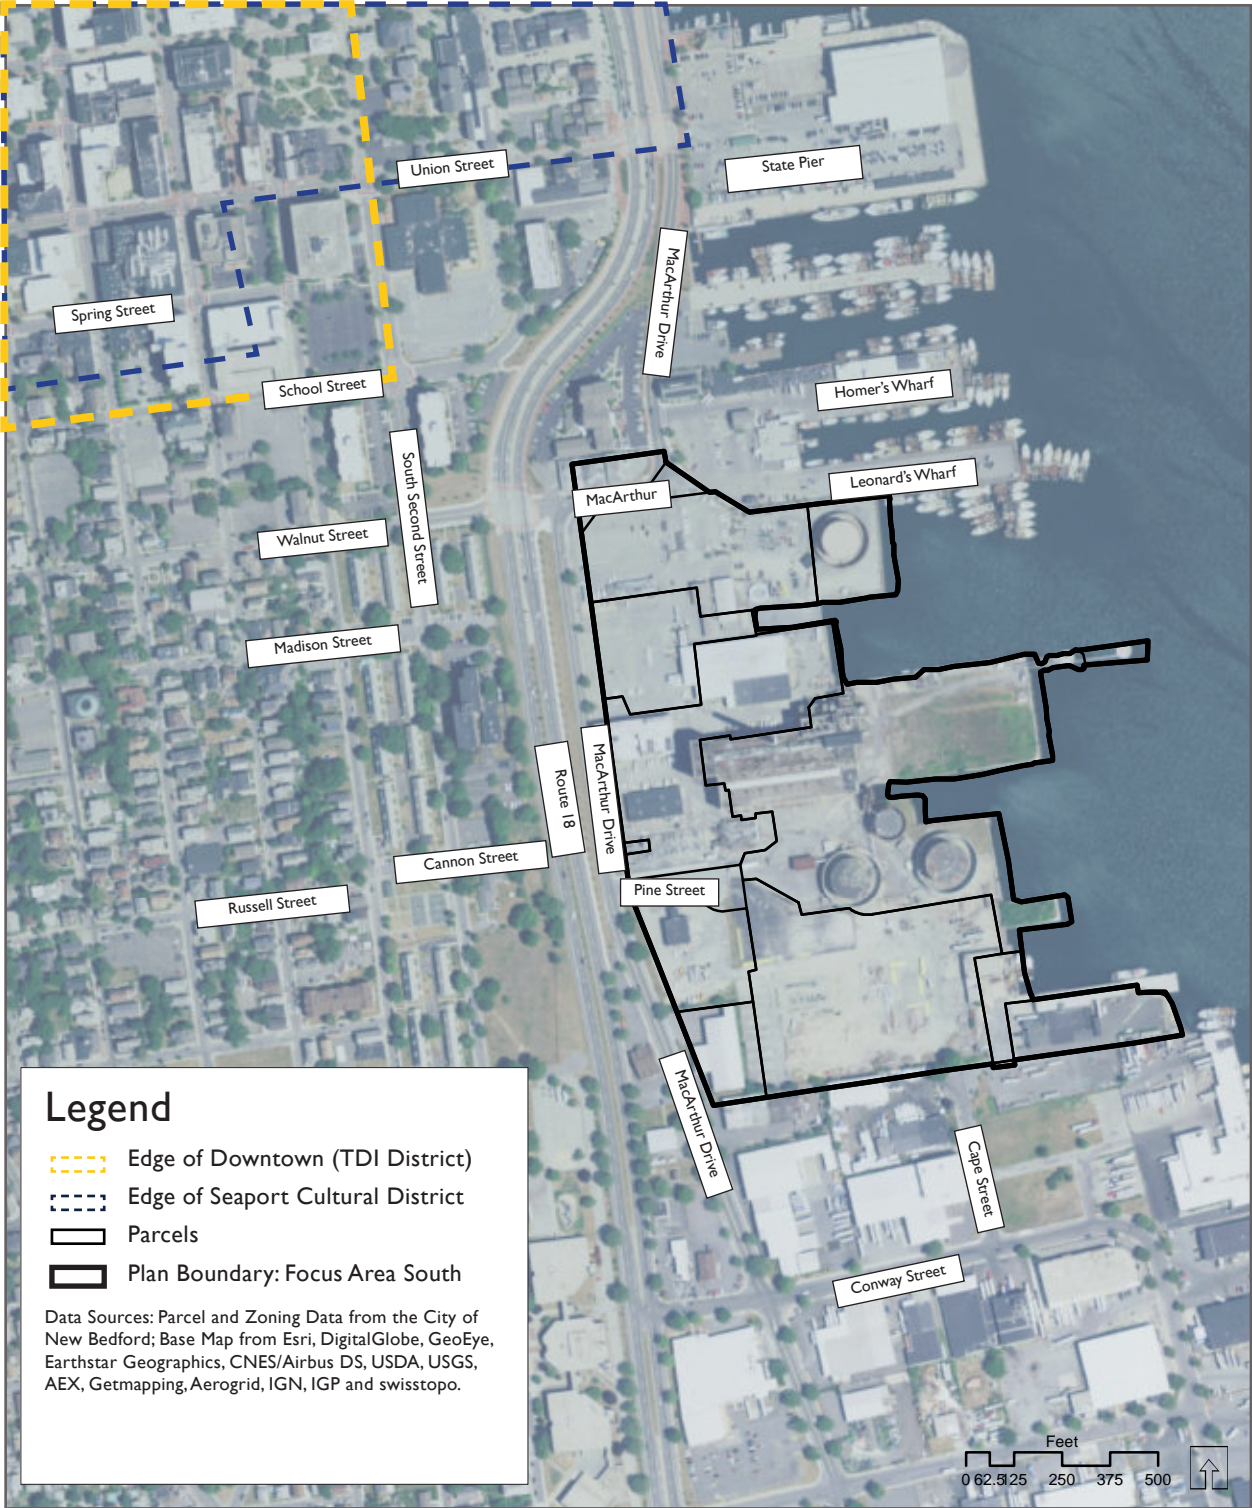 Union Street
State Pier
MacArthur Drive
Spring Street
School Street
Homer's Wharf
South Second Street
Leonard's Wharf
MacArthur
Walnut Street
Madison Street
Route 18
MacArthur Drive
Cannon Street
Pine Street
Russell Street
MacArthur Drive
Cape Street
Conway Street
Legend
Edge of Downtown (TDI District)
Edge of Seaport Cultural District
Parcels
Plan Boundary: Focus Area South
Data Sources: Parcel and Zoning Data from the City of
New Bedford; Base Map from Esri, DigitalGlobe, GeoEye,
Earthstar Geographics, CNES/Airbus DS, USDA, USGS,
AEX, Getmapping, Aerogrid, IGN, IGP and swisstopo.
Feet
0 62.5 125 250 375 500